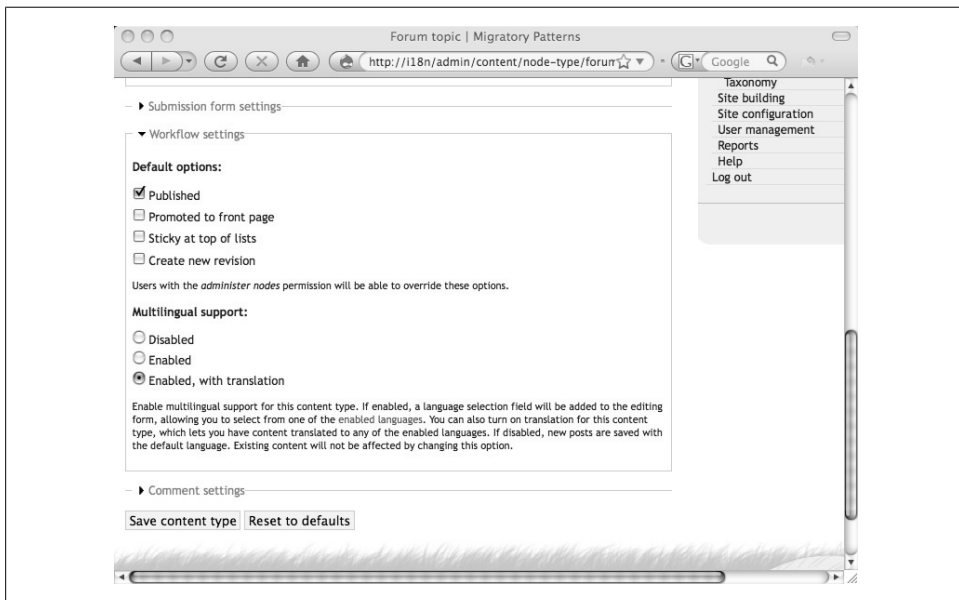 Forum topic | Migratory Patterns
http://i18n/admin/content/node-type/forum
G
Google
Taxonomy
Site building
Site configuration
User management
Reports
Help
Log out
Submission form settings
Workflow settings
Default options:
Published
Promoted to front page
Sticky at top of lists
Create new revision
Users with the administer nodes permission will be able to override these options.
Multilingual support:
Disabled
Enabled
Enabled, with translation
Enable multilingual support for this content type. If enabled, a language selection field will be added to the editing
form, allowing you to select from one of the enabled languages. You can also turn on translation for this content
type, which lets you have content translated to any of the enabled languages. If disabled, new posts are saved with
the default language. Existing content will not be affected by changing this option.
Comment settings
Save content type Reset to defaults